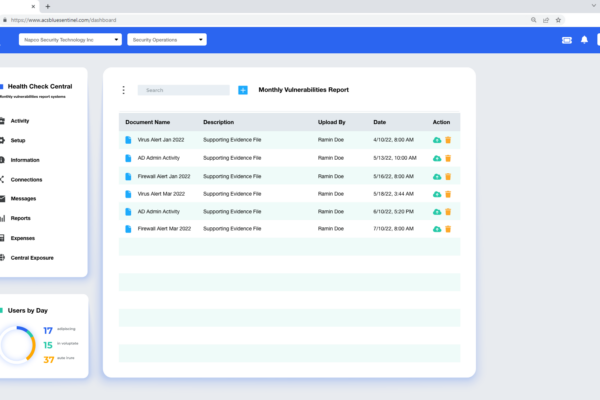 https://www.acsbluesentinel.com/dashboard
Napco Security Technology Inc
Security Operations
Health Check Central
Monthly vulnerabilities report systems
Activity
Setup
Information
Connections
Messages
Reports
Expenses
Central Exposure
Users by Day
17 adipiscing
15 in voluptate
37 aute irure
Search
Monthly Vulnerabilities Report
Document Name Description Upload By Date Action
Virus Alert Jan 2022 Supporting Evidence File Ramin Doe 4/10/22, 8:00 AM
AD Admin Activity Supporting Evidence File Ramin Doe 5/13/22, 10:00 AM
Firewall Alert Jan 2022 Supporting Evidence File Ramin Doe 5/16/22, 8:00 AM
Virus Alert Mar 2022 Supporting Evidence File Ramin Doe 5/18/22, 3:44 AM
AD Admin Activity Supporting Evidence File Ramin Doe 6/10/22, 5:20 PM
Firewall Alert Mar 2022 Supporting Evidence File Ramin Doe 7/10/22, 8:00 AM